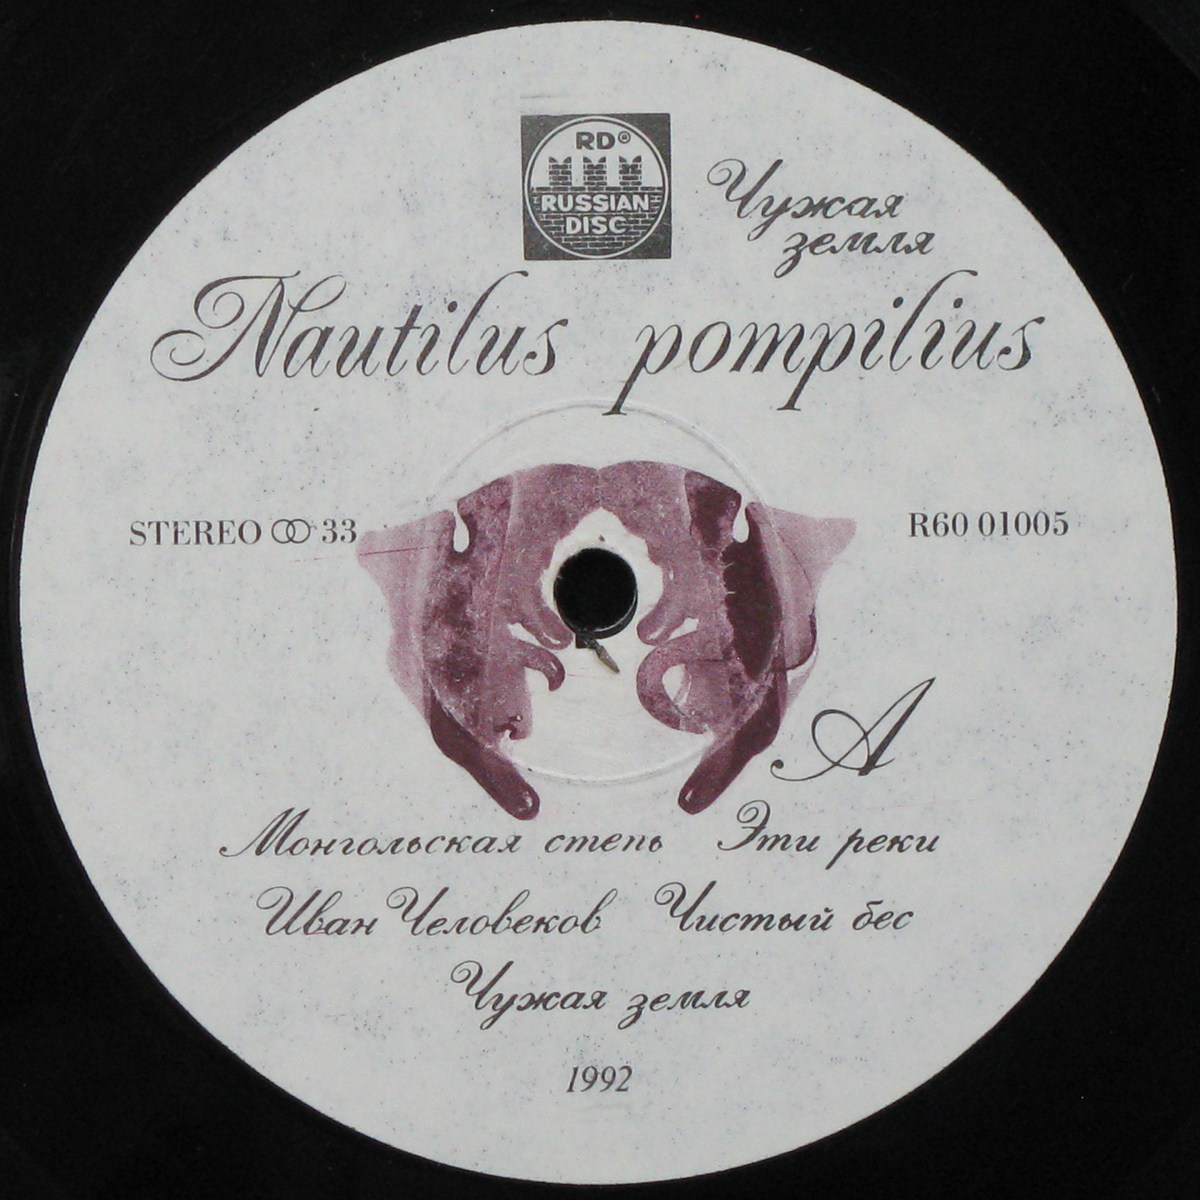 RD®
RUSSIAN
DISC
Чужая
земля
Nautilus pompilius
STEREO 33
R60 01005
A
Монгольская степь Эти реки
Иван Человеков Чистый бес
Чужая земля
1992